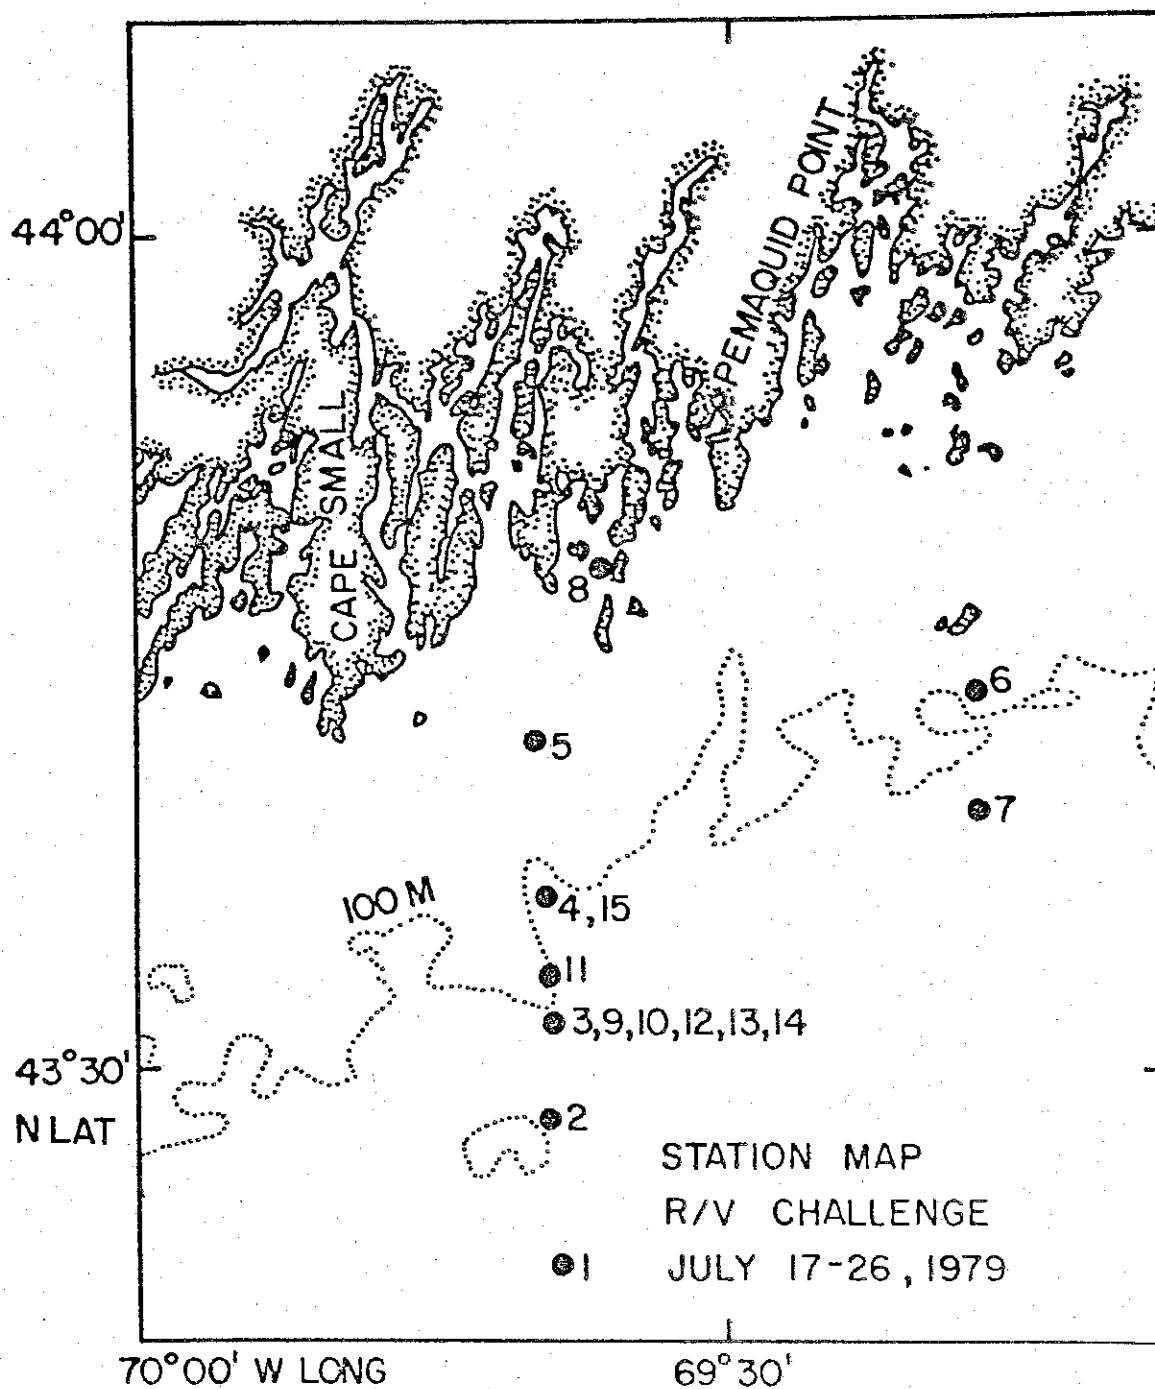 44°00'
PEMAQUID POINT
CAPE SMALL
8
6
5
7
100 M
4,15
11
3,9,10,12,13,14
43°30'
N LAT
2
STATION MAP
R/V CHALLENGE
1
JULY 17-26, 1979
70°00' W LONG
69°30'